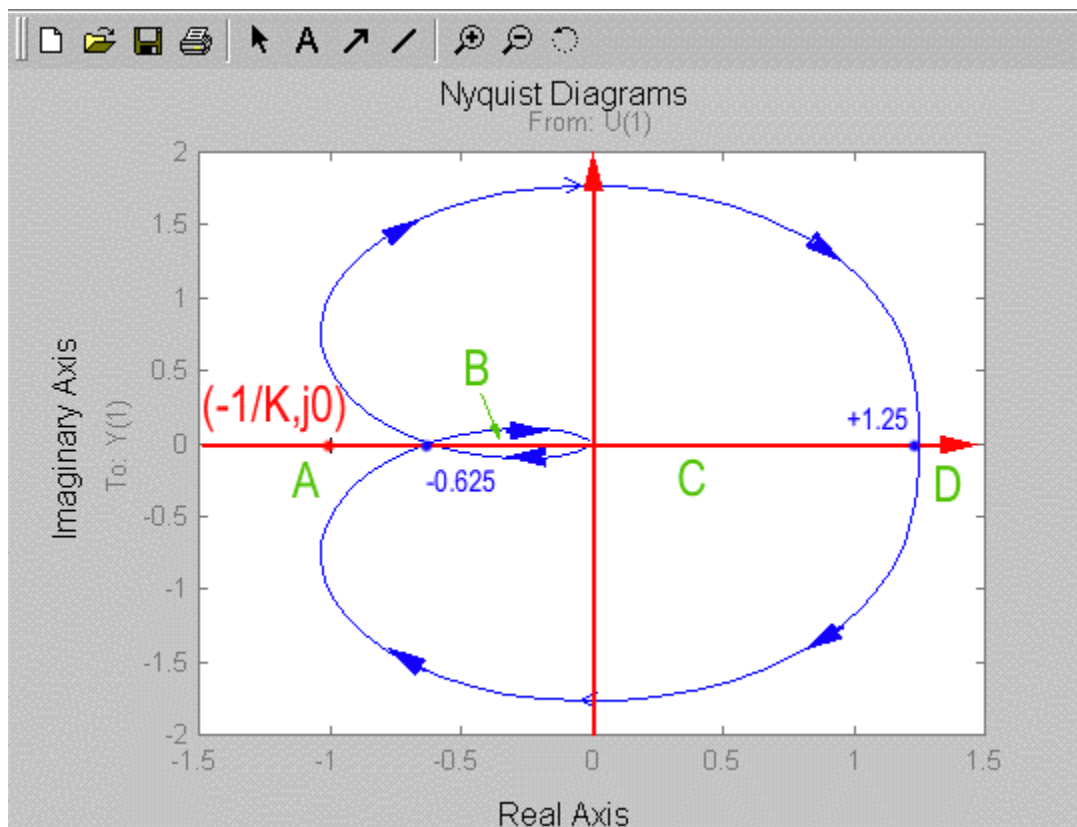 A
Nyquist Diagrams
From: U(1)
2
1.5
1
0.5
0
-0.5
-1
-1.5
-2
Imaginary Axis
To: Y(1)
B
(-1/K,j0)
+1.25
A
-0.625
C
D
-1.5
-1
-0.5
0
0.5
1
1.5
Real Axis